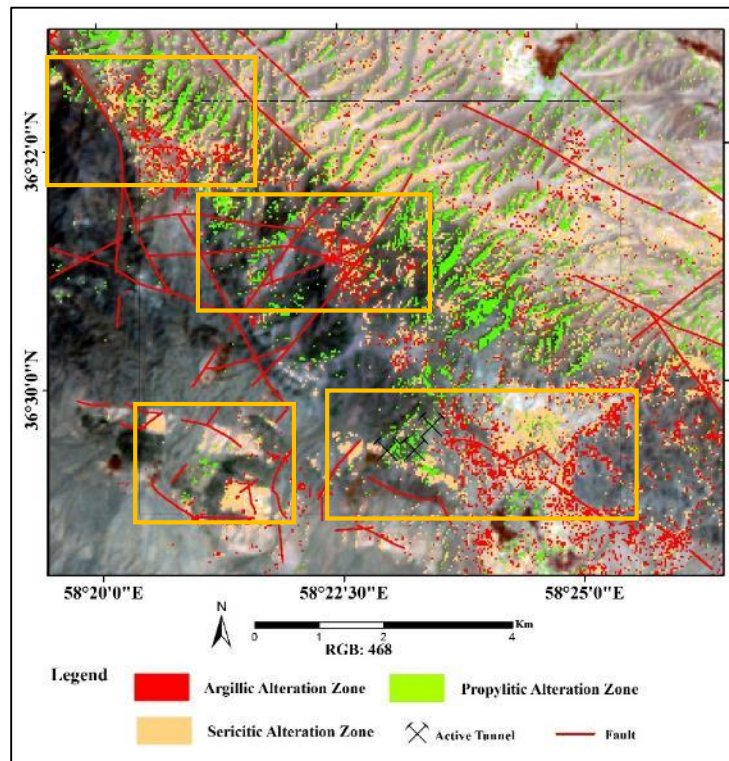 36°32'0"N
36°30'0"N
58°20'0"E 58°22'30"E 58°25'0"E
N
Km
0 1 2 4
RGB: 468
Legend
Argillic Alteration Zone Propylitic Alteration Zone
Sericitic Alteration Zone Active Tunnel Fault